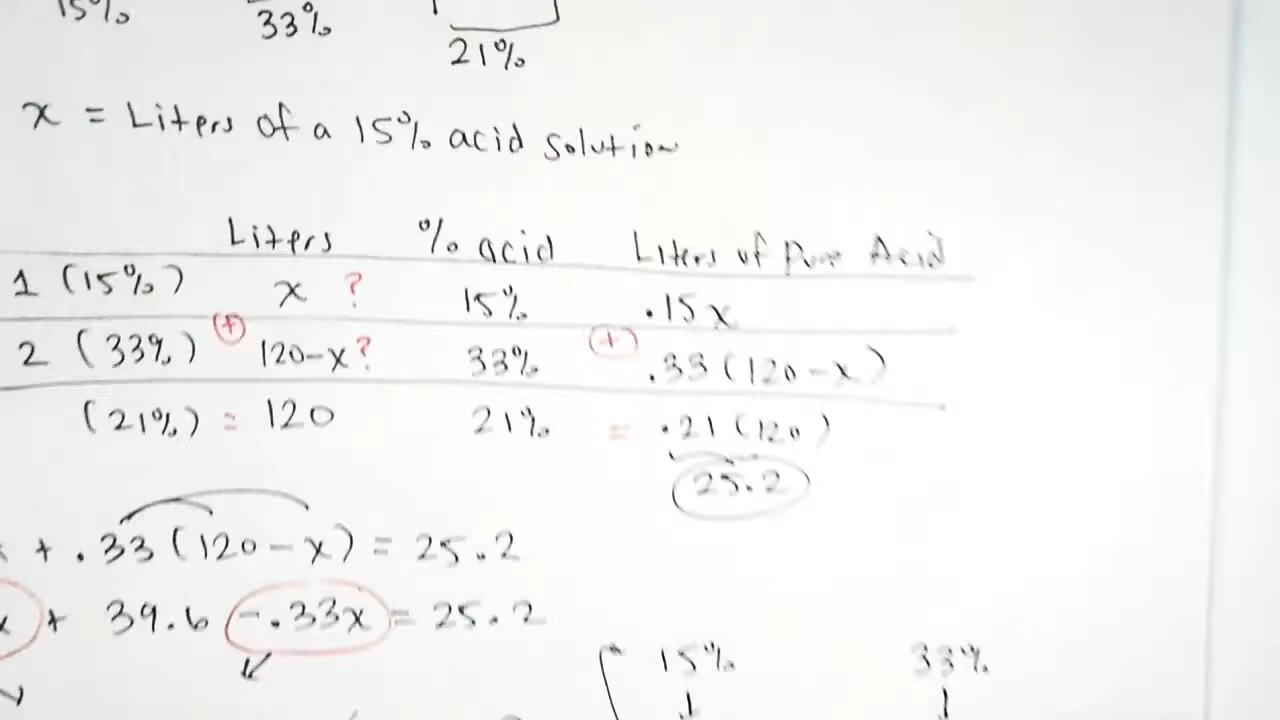 15%
33%
21%
x = Liters of a 15% acid solution
Liters % acid Liters of Pure Acid
1 (15%) x ? 15% .15x
2 (33%) (+) 120-x? 33% (+) .33(120-x)
(21%) = 120 21% = .21(120)
25.2
+ .33(120-x) = 25.2
x + 39.6 -.33x = 25.2
15% 33%